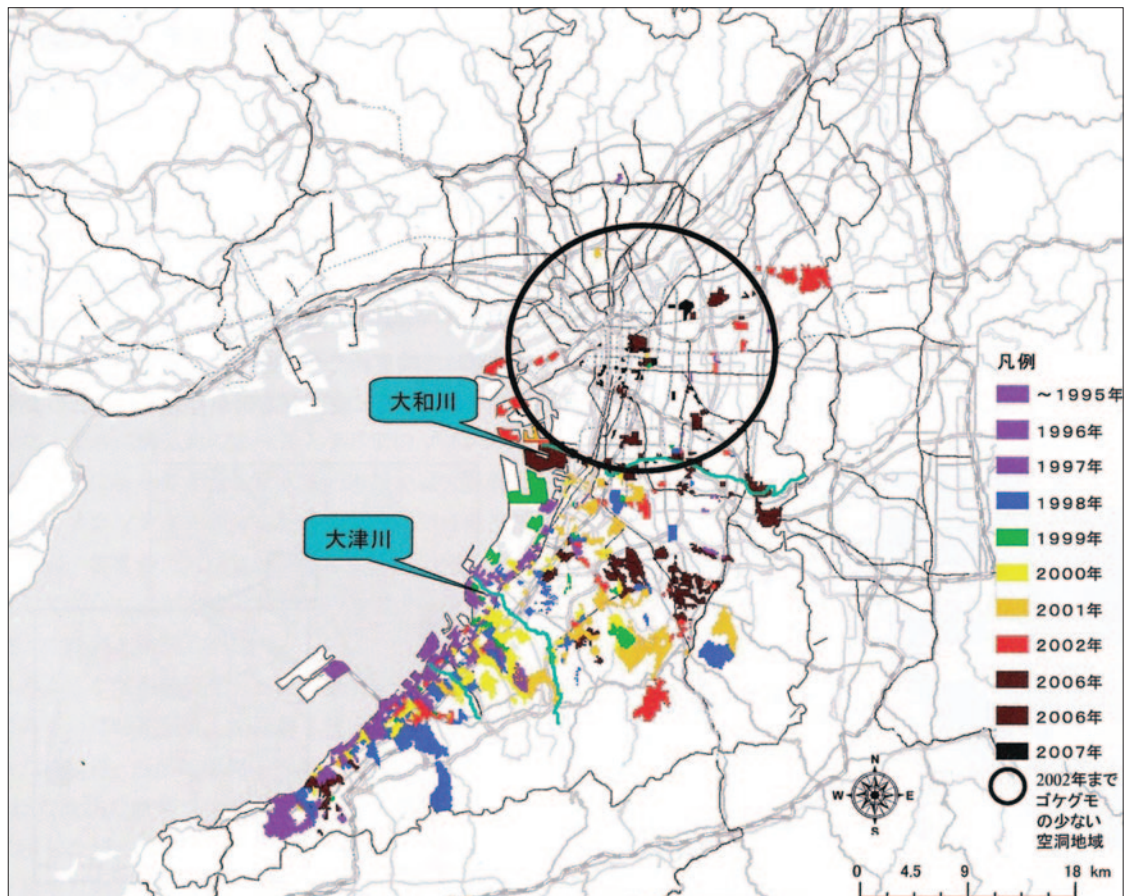 大和川
大津川
凡例
~1995年
1996年
1997年
1998年
1999年
2000年
2001年
2002年
2006年
2006年
2007年
2002年まで
ゴケグモ
の少ない
空洞地域
N
W E
S
0 4.5 9 18 km